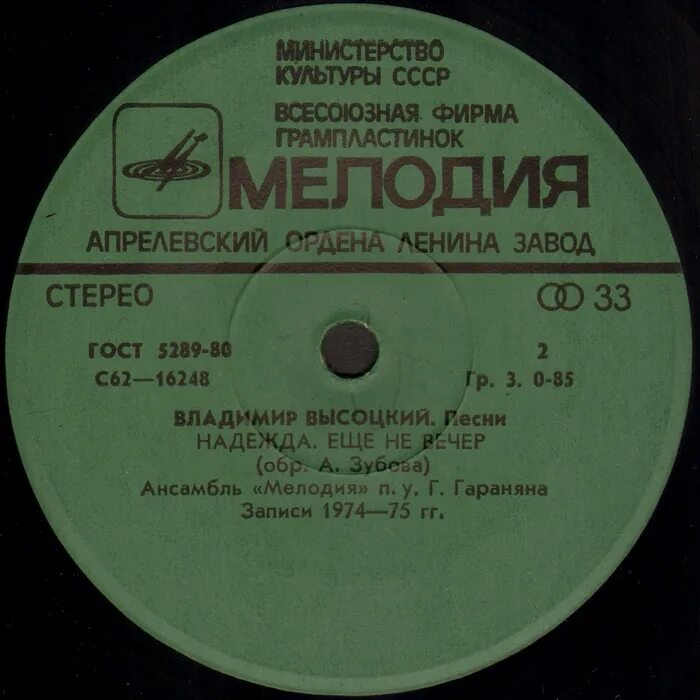 МИНИСТЕРСТВО
КУЛЬТУРЫ СССР
ВСЕСОЮЗНАЯ ФИРМА
ГРАМПЛАСТИНОК
МЕЛОДИЯ
АПРЕЛЕВСКИЙ ОРДЕНА ЛЕНИНА ЗАВОД
СТЕРЕО 33
ГОСТ 5289-80 2
С62—16248 Гр. 3. 0-85
ВЛАДИМИР ВЫСОЦКИЙ. Песни
НАДЕЖДА. ЕЩЕ НЕ ВЕЧЕР
(обр. А. Зубова)
Ансамбль «Мелодия» п. у. Г. Гараняна
Записи 1974—75 гг.